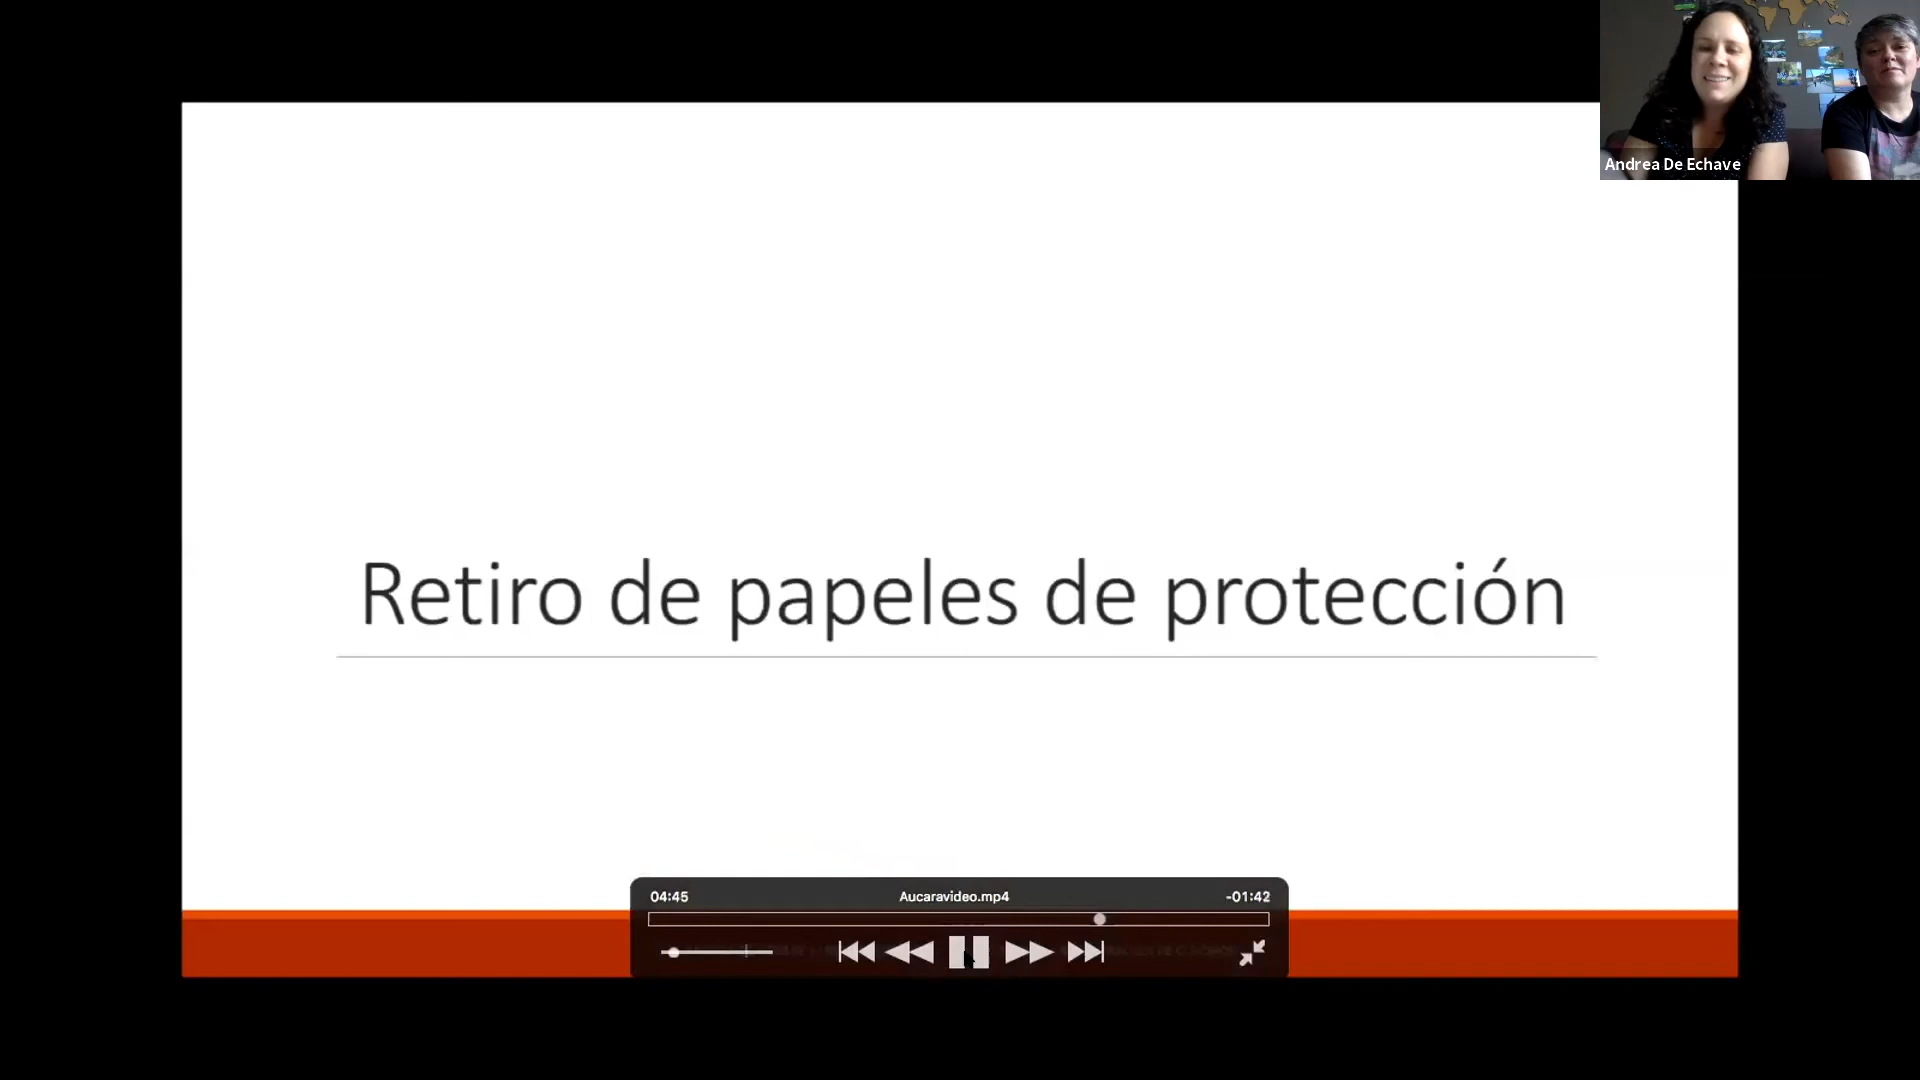 Andrea De Echave
Retiro de papeles de protección
04:45 Aucaravideo.mp4 -01:42